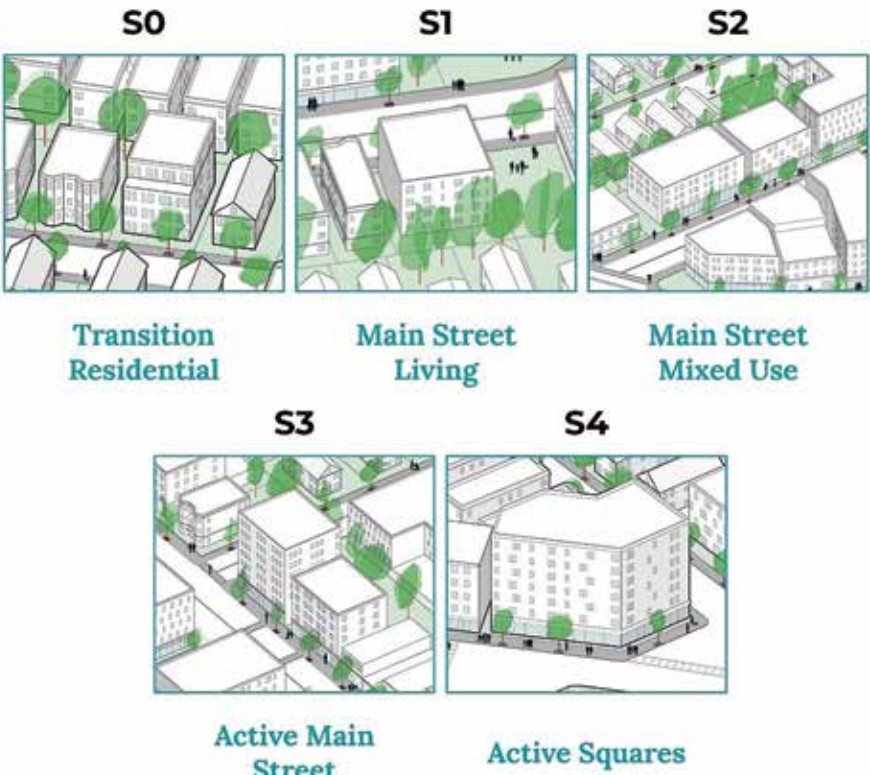 S0
S1
S2
Transition
Residential
Main Street
Living
Main Street
Mixed Use
S3
S4
Active Main
Street
Active Squares